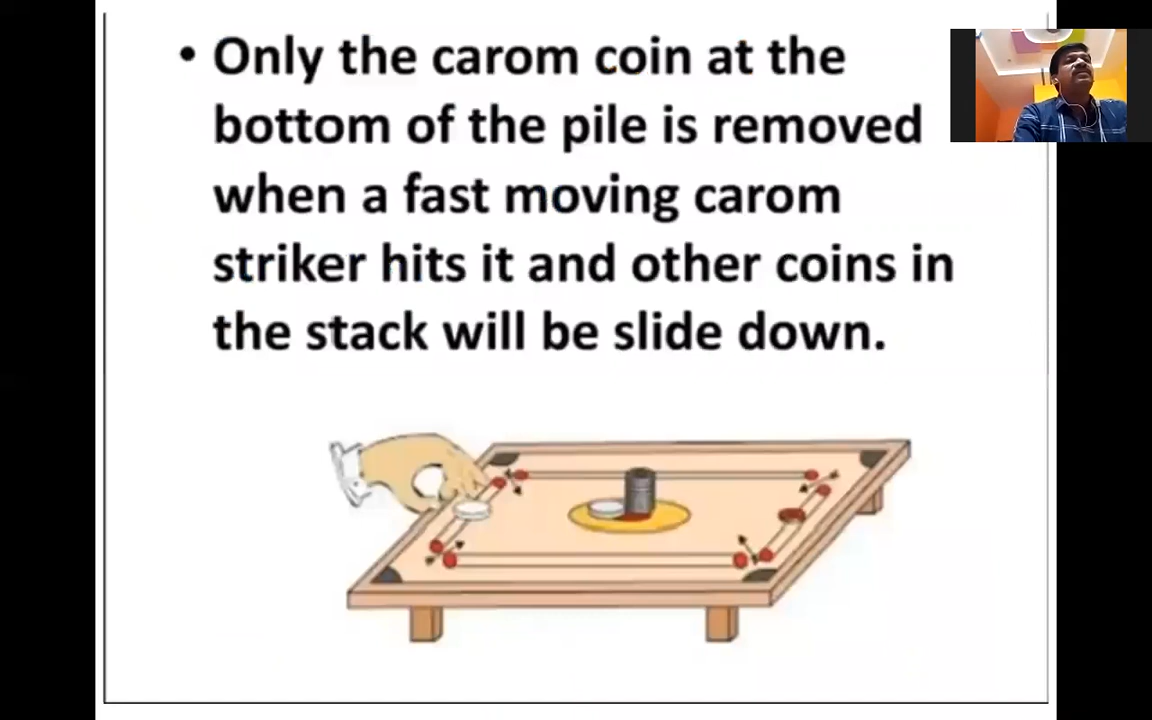 • Only the carom coin at the
bottom of the pile is removed
when a fast moving carom
striker hits it and other coins in
the stack will be slide down.